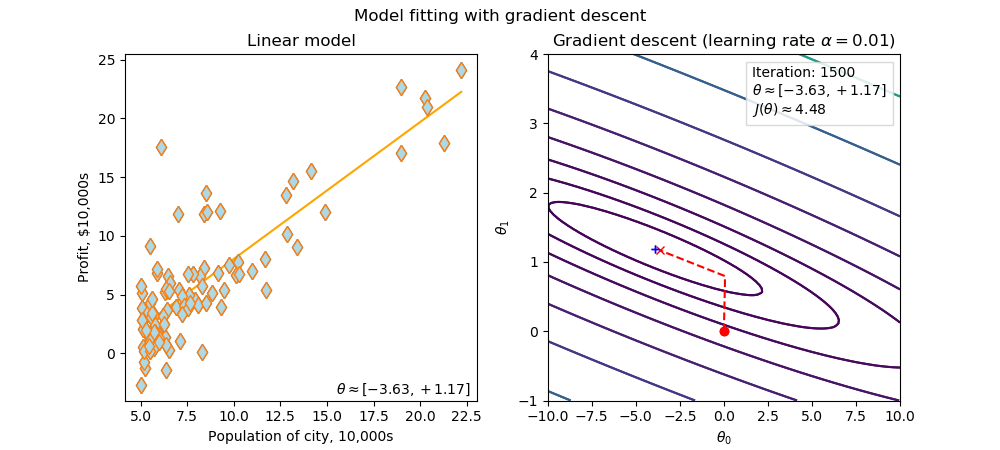 Model fitting with gradient descent
Linear model
25
20
15
10
5
0
5.0
7.5
10.0
12.5
15.0
17.5
20.0
22.5
Profit, $10,000s
Population of city, 10,000s
θ ≈ [−3.63, +1.17]
Gradient descent (learning rate α = 0.01)
4
3
2
1
0
−1
−10.0
−7.5
−5.0
−2.5
0.0
2.5
5.0
7.5
10.0
θ₁
θ₀
Iteration: 1500
θ ≈ [−3.63, +1.17]
J(θ) ≈ 4.48